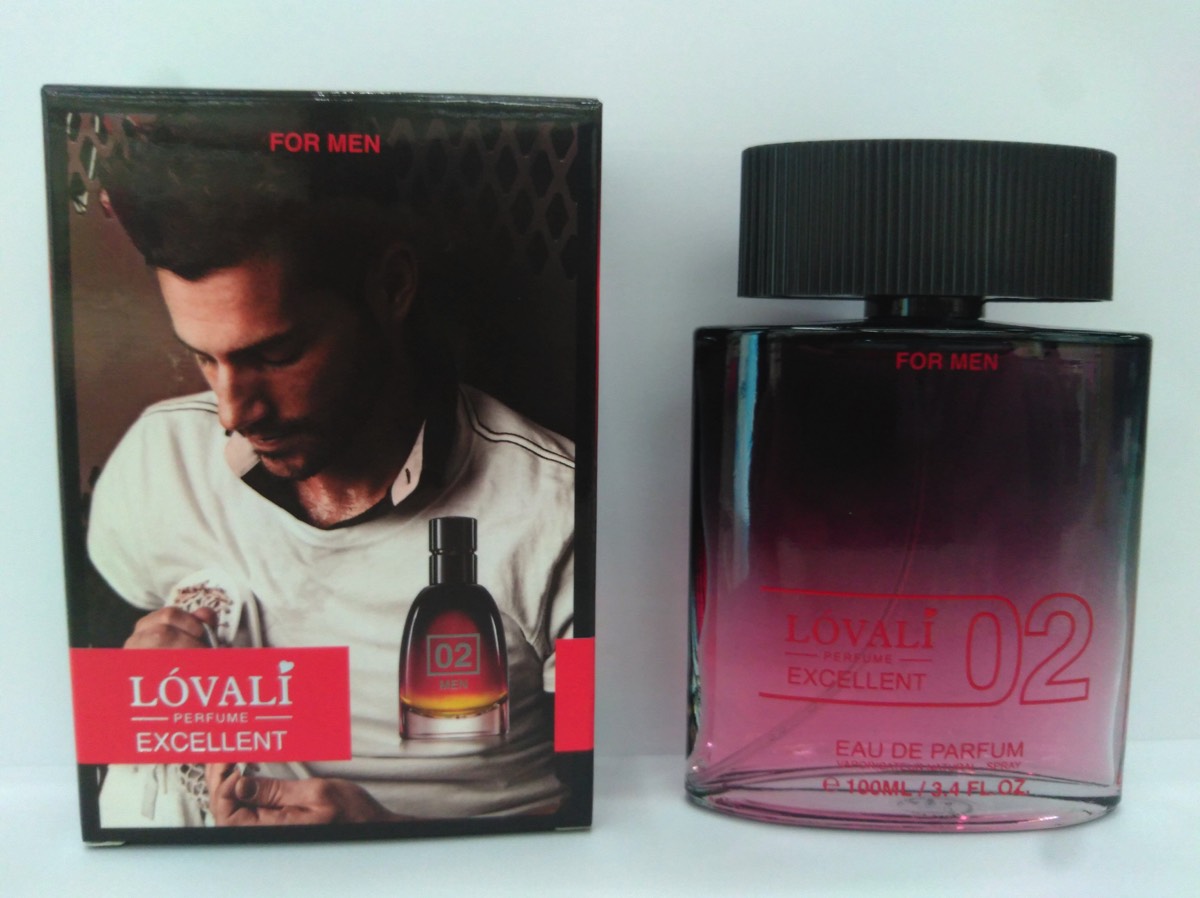 FOR MEN
02
MEN
LÓVALI
PERFUME
EXCELLENT
FOR MEN
LÓVALI
PERFUME
EXCELLENT
02
EAU DE PARFUM
SPRAY
℮ 100ML / 3.4 FL.OZ.